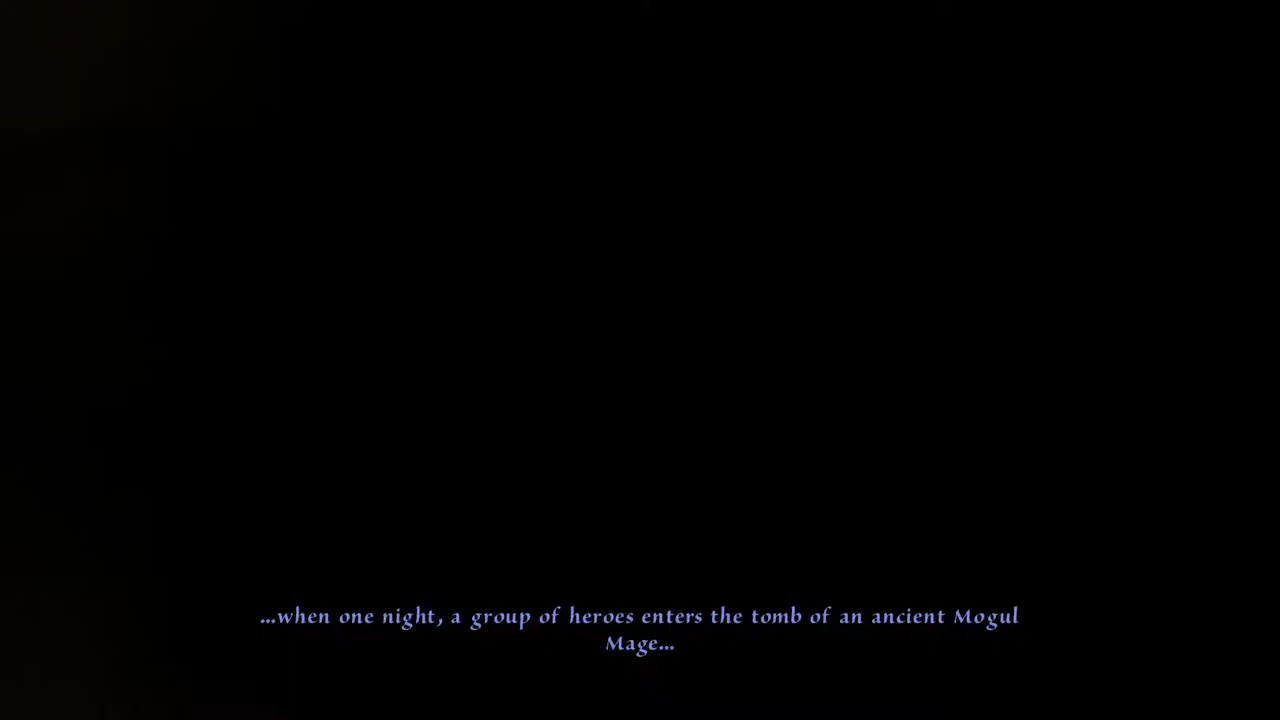 ...when one night, a group of heroes enters the tomb of an ancient Mogul
Mage...